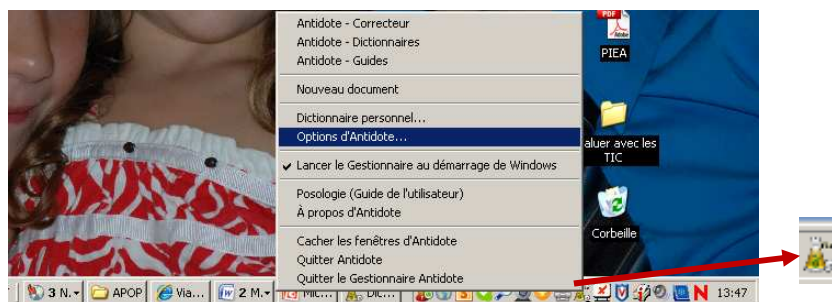 Antidote - Correcteur
Antidote - Dictionnaires
Antidote - Guides
Nouveau document
Dictionnaire personnel...
Options d'Antidote...
Lancer le Gestionnaire au démarrage de Windows
Posologie (Guide de l'utilisateur)
À propos d'Antidote
Cacher les fenêtres d'Antidote
Quitter Antidote
Quitter le Gestionnaire Antidote
PDF
Adobe
PIEA
aluer avec les
TIC
Corbeille
3 N.
APOP
Via...
2 M.
Mic...
Dic...
S
N
13:47